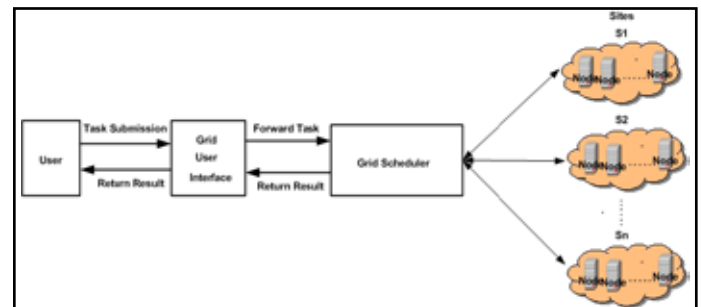 Sites
S1
Node Node ....... Node
Task Submission
Forward Task
User
Grid
User
Interface
Grid Scheduler
Return Result
Return Result
S2
Node Node ....... Node
Sn
Node Node ....... Node